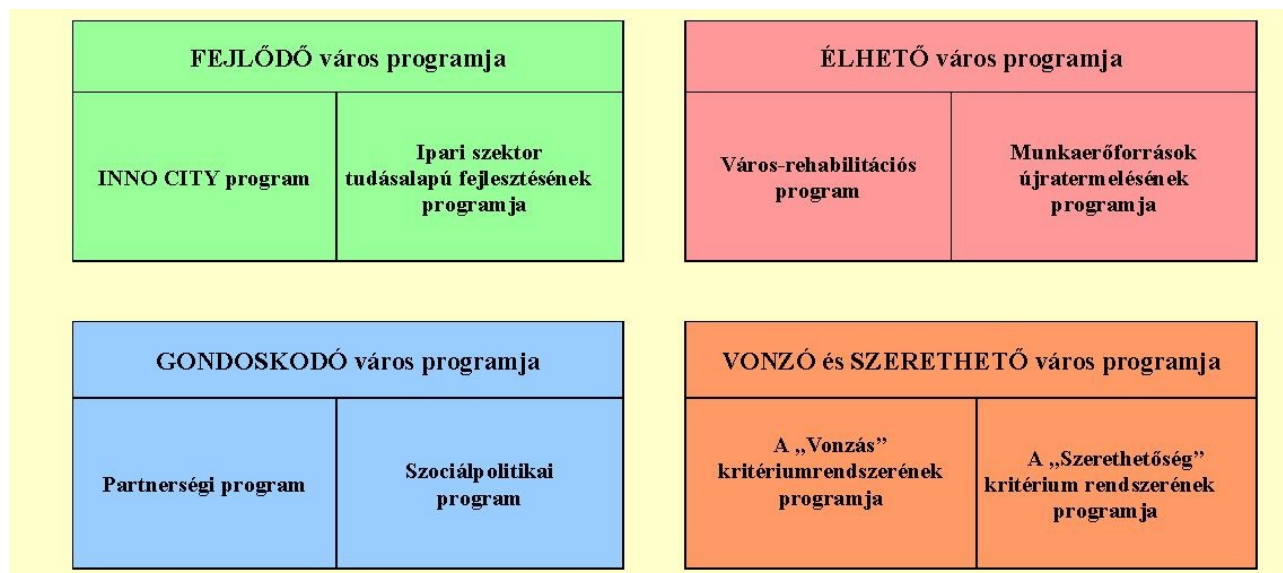 FEJLŐDŐ város programja
INNO CITY program
Ipari szektor
tudásalapú fejlesztésének
programja
ÉLHETŐ város programja
Város-rehabilitációs
program
Munkaerőforrások
újratermelésének
programja
GONDOSKODÓ város programja
Partnerségi program
Szociálpolitikai
program
VONZÓ és SZERETHETŐ város programja
A „Vonzás”
kritériumrendszerének
programja
A „Szerethetőség”
kritérium rendszerének
programja